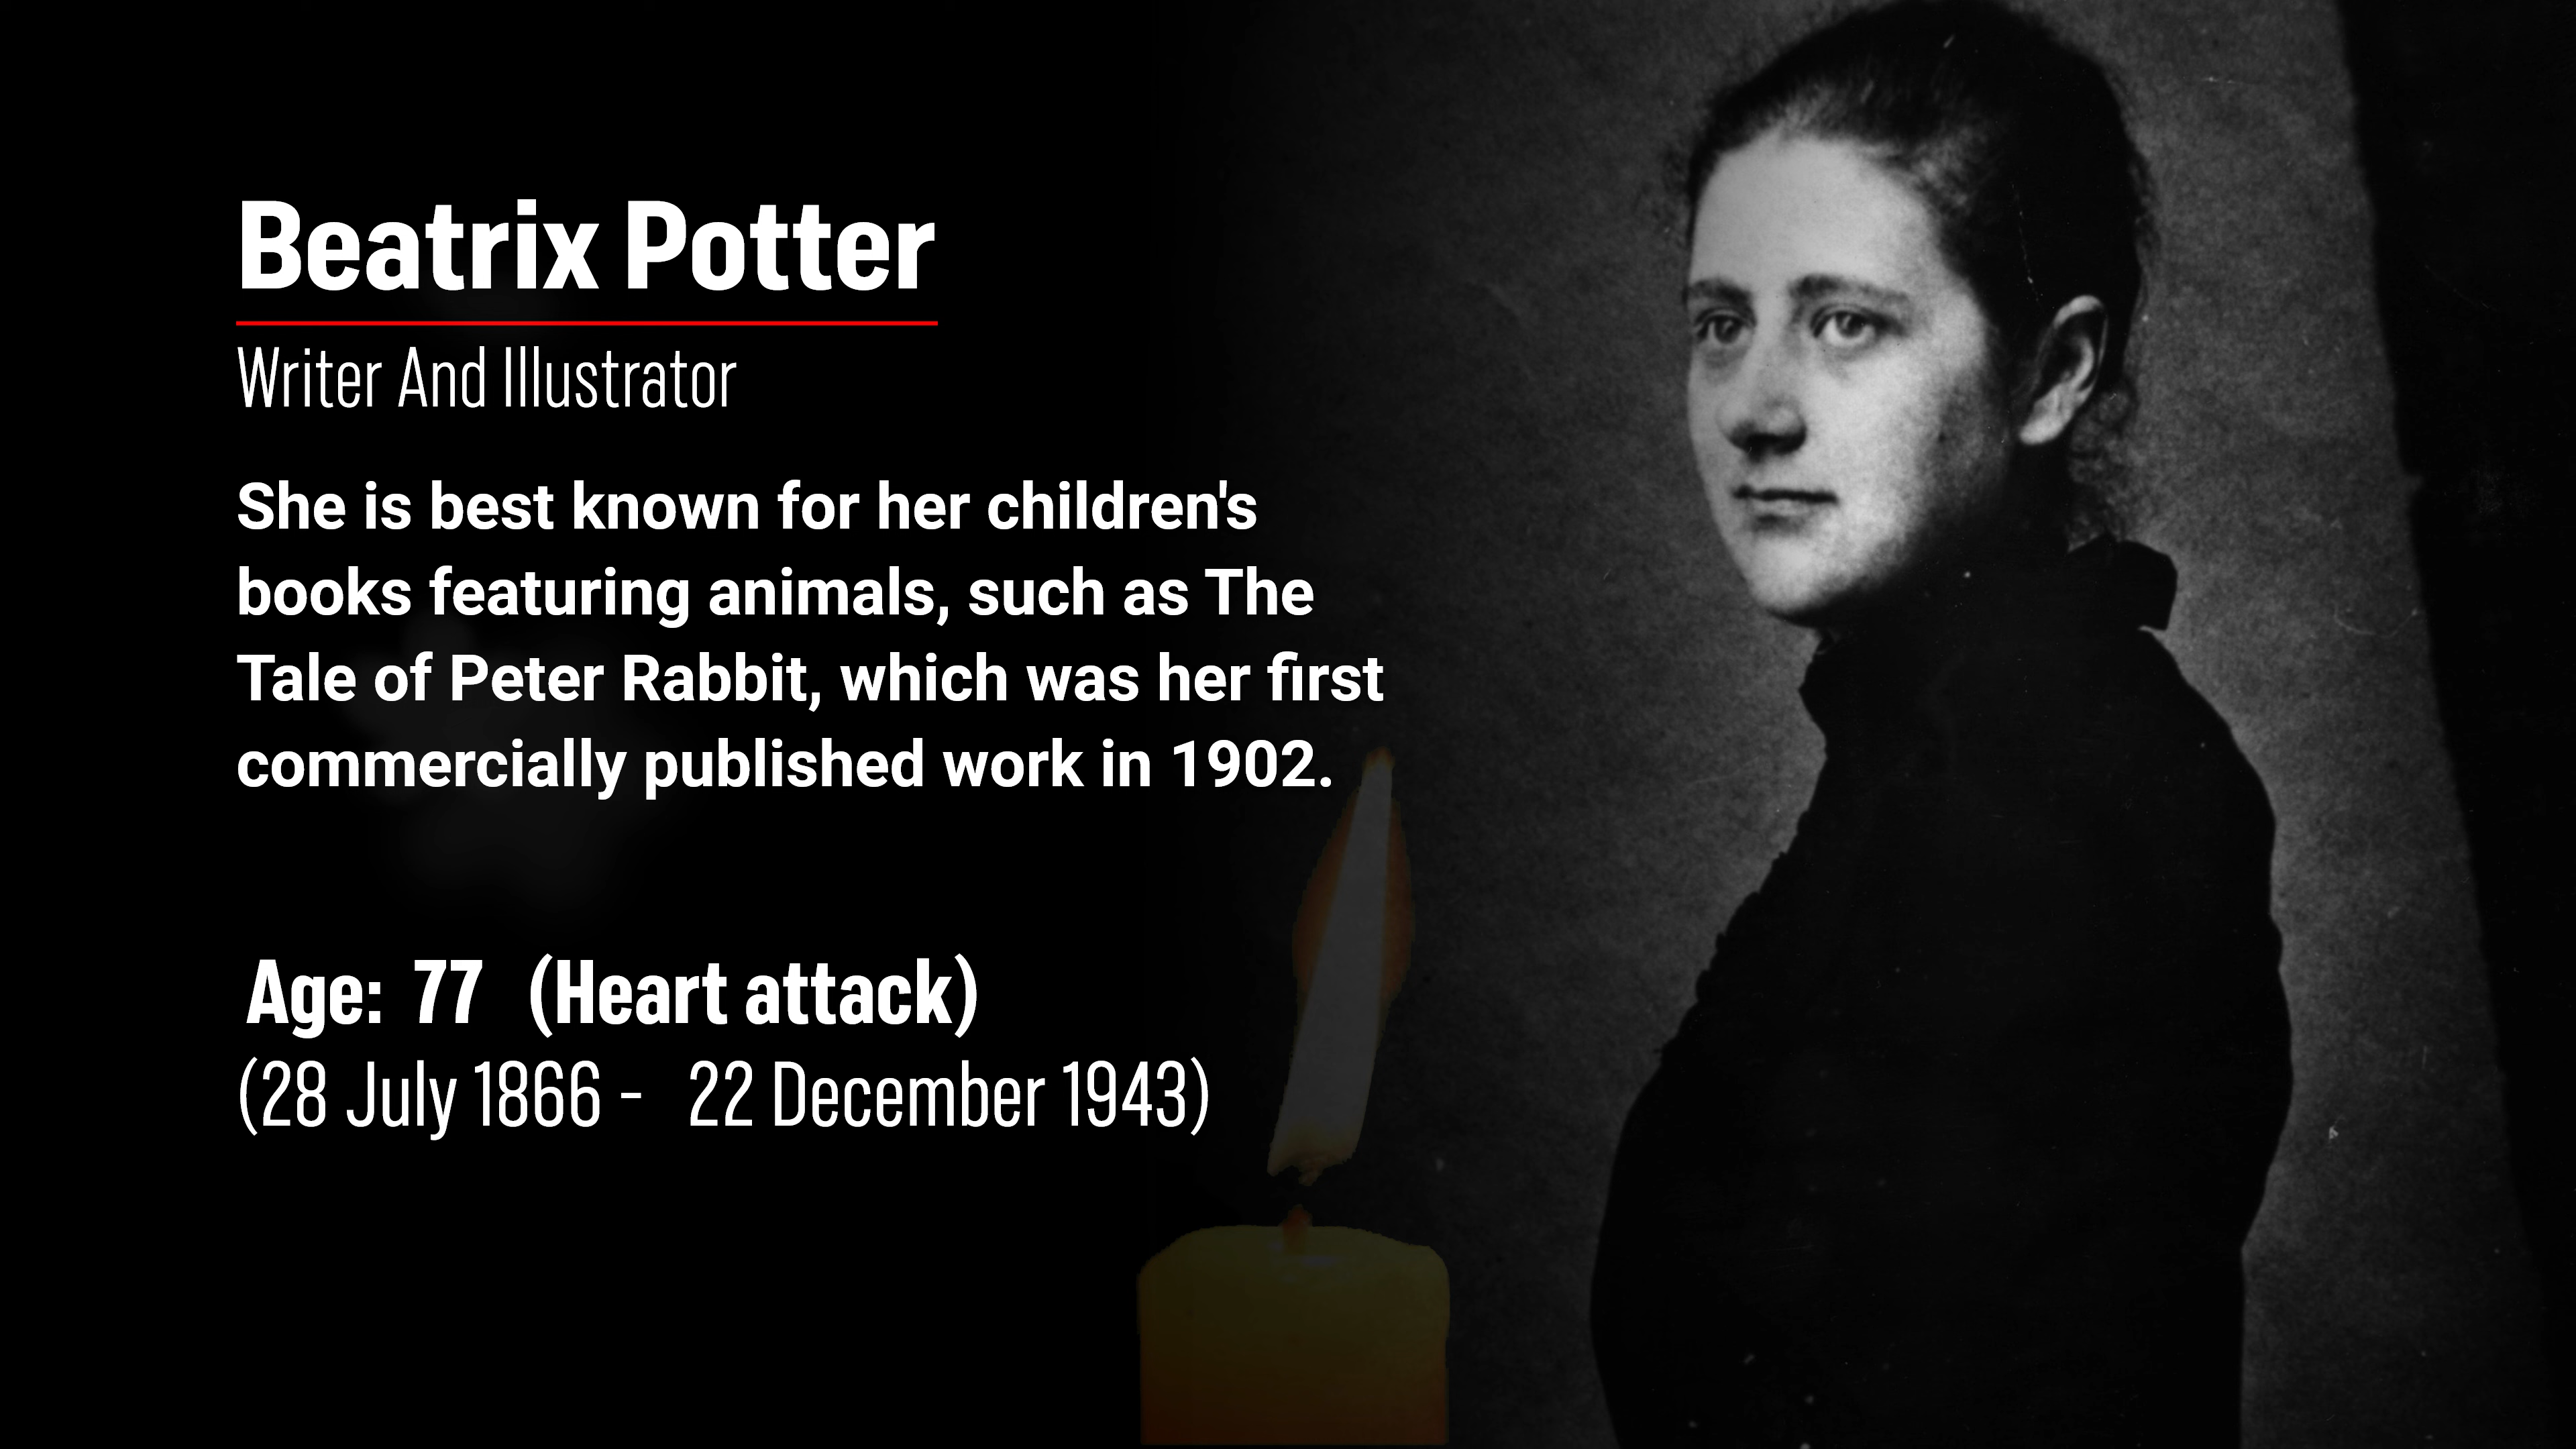 Beatrix Potter
Writer And Illustrator
She is best known for her children's
books featuring animals, such as The
Tale of Peter Rabbit, which was her first
commercially published work in 1902.
Age: 77 (Heart attack)
(28 July 1866 - 22 December 1943)